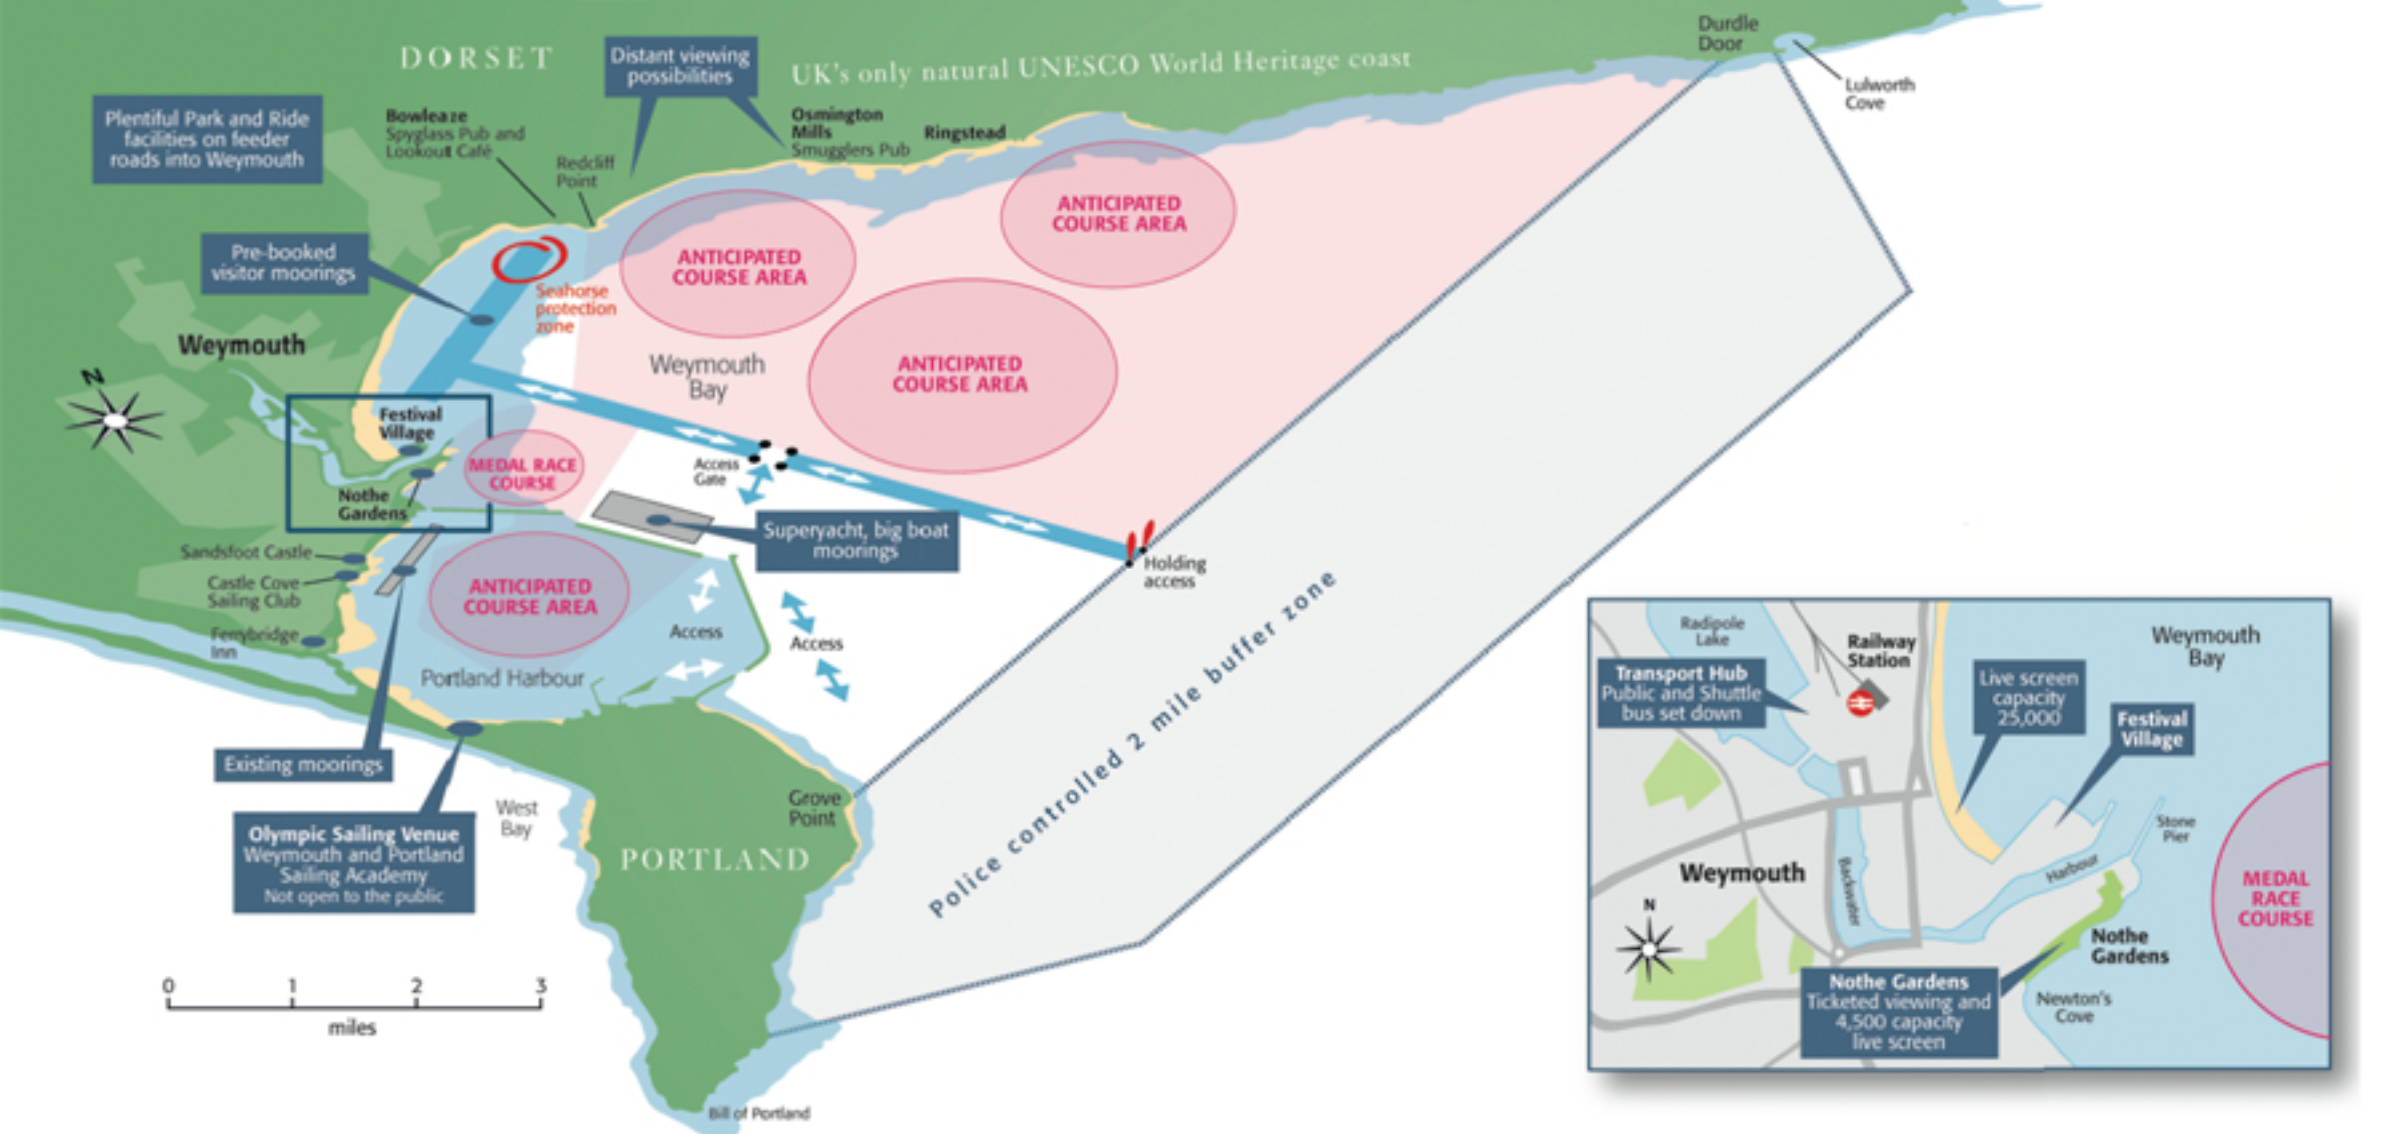 DORSET
Distant viewing
possibilities
UK's only natural UNESCO World Heritage coast
Durdle
Door
Lulworth
Cove
Plentiful Park and Ride
facilities on feeder
roads into Weymouth
Bowleaze
Spyglass Pub and
Lookout Café
Redcliff
Point
Osmington
Mills
Smugglers Pub
Ringstead
ANTICIPATED
COURSE AREA
ANTICIPATED
COURSE AREA
ANTICIPATED
COURSE AREA
Pre-booked
visitor moorings
Seahorse
protection
zone
Weymouth
N
Weymouth
Bay
Festival
Village
MEDAL RACE
COURSE
Access
Gate
Nothe
Gardens
Superyacht, big boat
moorings
Holding
access
Sandsfoot Castle
Castle Cove
Sailing Club
Ferrybridge
Inn
ANTICIPATED
COURSE AREA
Access
Access
Portland Harbour
Existing moorings
Olympic Sailing Venue
Weymouth and Portland
Sailing Academy
Not open to the public
West
Bay
Grove
Point
PORTLAND
Police controlled 2 mile buffer zone
0 1 2 3
miles
Bill of Portland
Radipole
Lake
Railway
Station
Weymouth
Bay
Transport Hub
Public and Shuttle
bus set down
Live screen
capacity
25,000
Festival
Village
Stone
Pier
Weymouth
Backwater
Harbour
MEDAL
RACE
COURSE
N
Nothe
Gardens
Nothe Gardens
Ticketed viewing and
4,500 capacity
live screen
Newton's
Cove